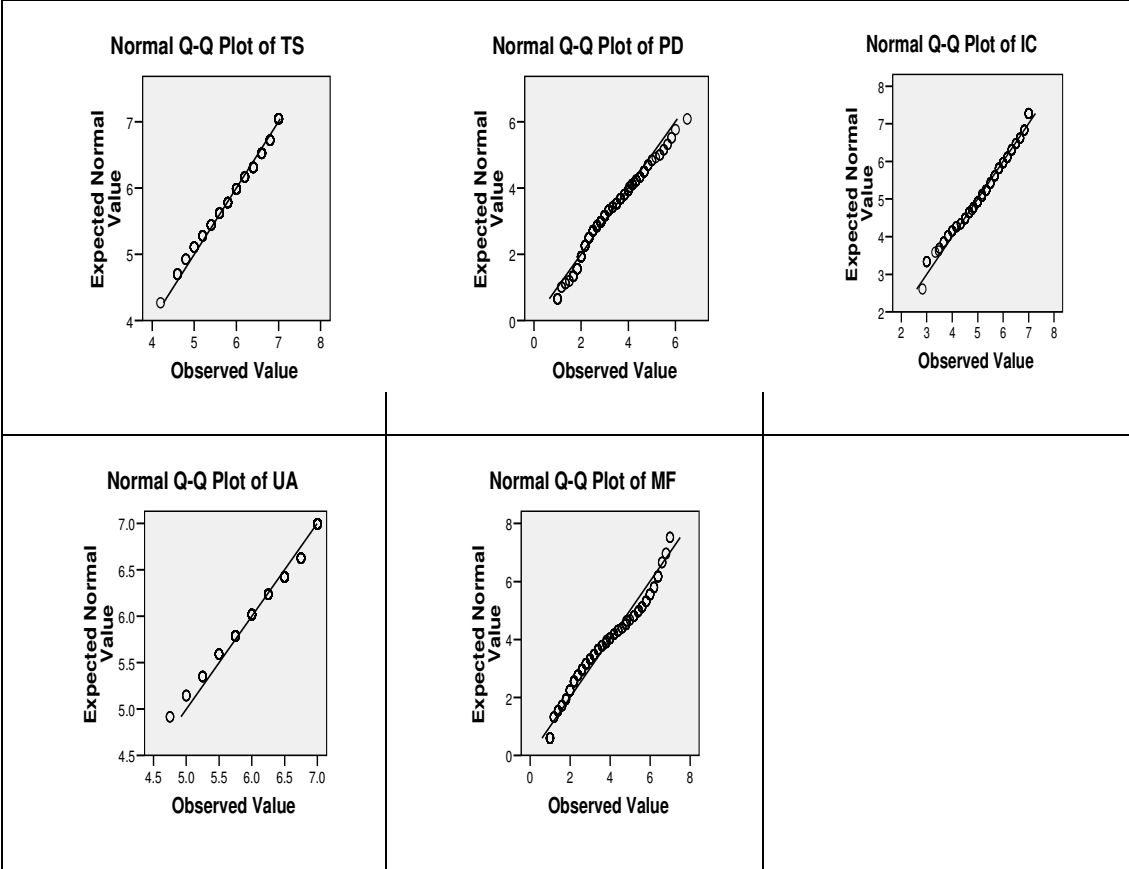 Normal Q-Q Plot of TS
Expected Normal
Value
7
6
5
4
4 5 6 7 8
Observed Value
Normal Q-Q Plot of PD
Expected Normal
Value
6
4
2
0
0 2 4 6
Observed Value
Normal Q-Q Plot of IC
Expected Normal
Value
8
7
6
5
4
3
2
2 3 4 5 6 7 8
Observed Value
Normal Q-Q Plot of UA
Expected Normal
Value
7.0
6.5
6.0
5.5
5.0
4.5
4.5 5.0 5.5 6.0 6.5 7.0
Observed Value
Normal Q-Q Plot of MF
Expected Normal
Value
8
6
4
2
0
0 2 4 6 8
Observed Value